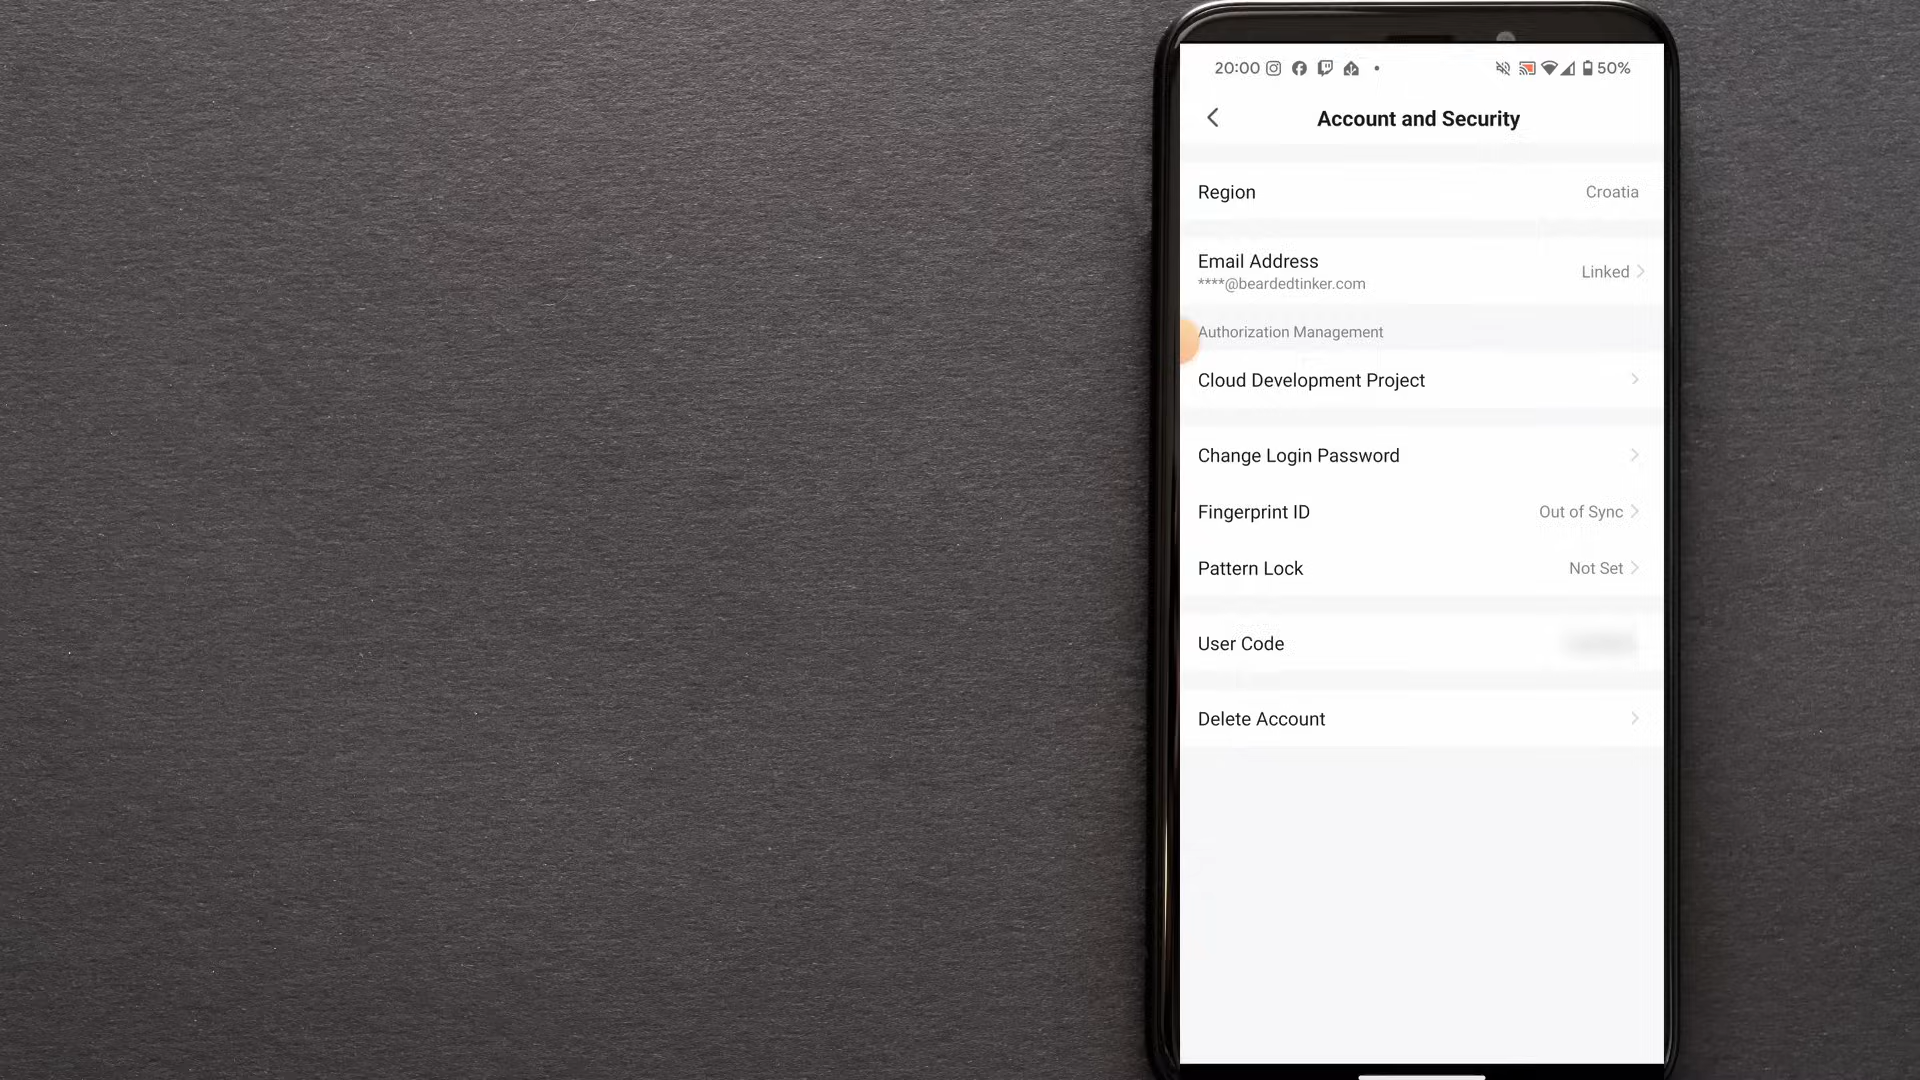 20:00
50%
Account and Security
Region
Croatia
Email Address
****@beardedtinker.com
Linked
Authorization Management
Cloud Development Project
Change Login Password
Fingerprint ID
Out of Sync
Pattern Lock
Not Set
User Code
Delete Account